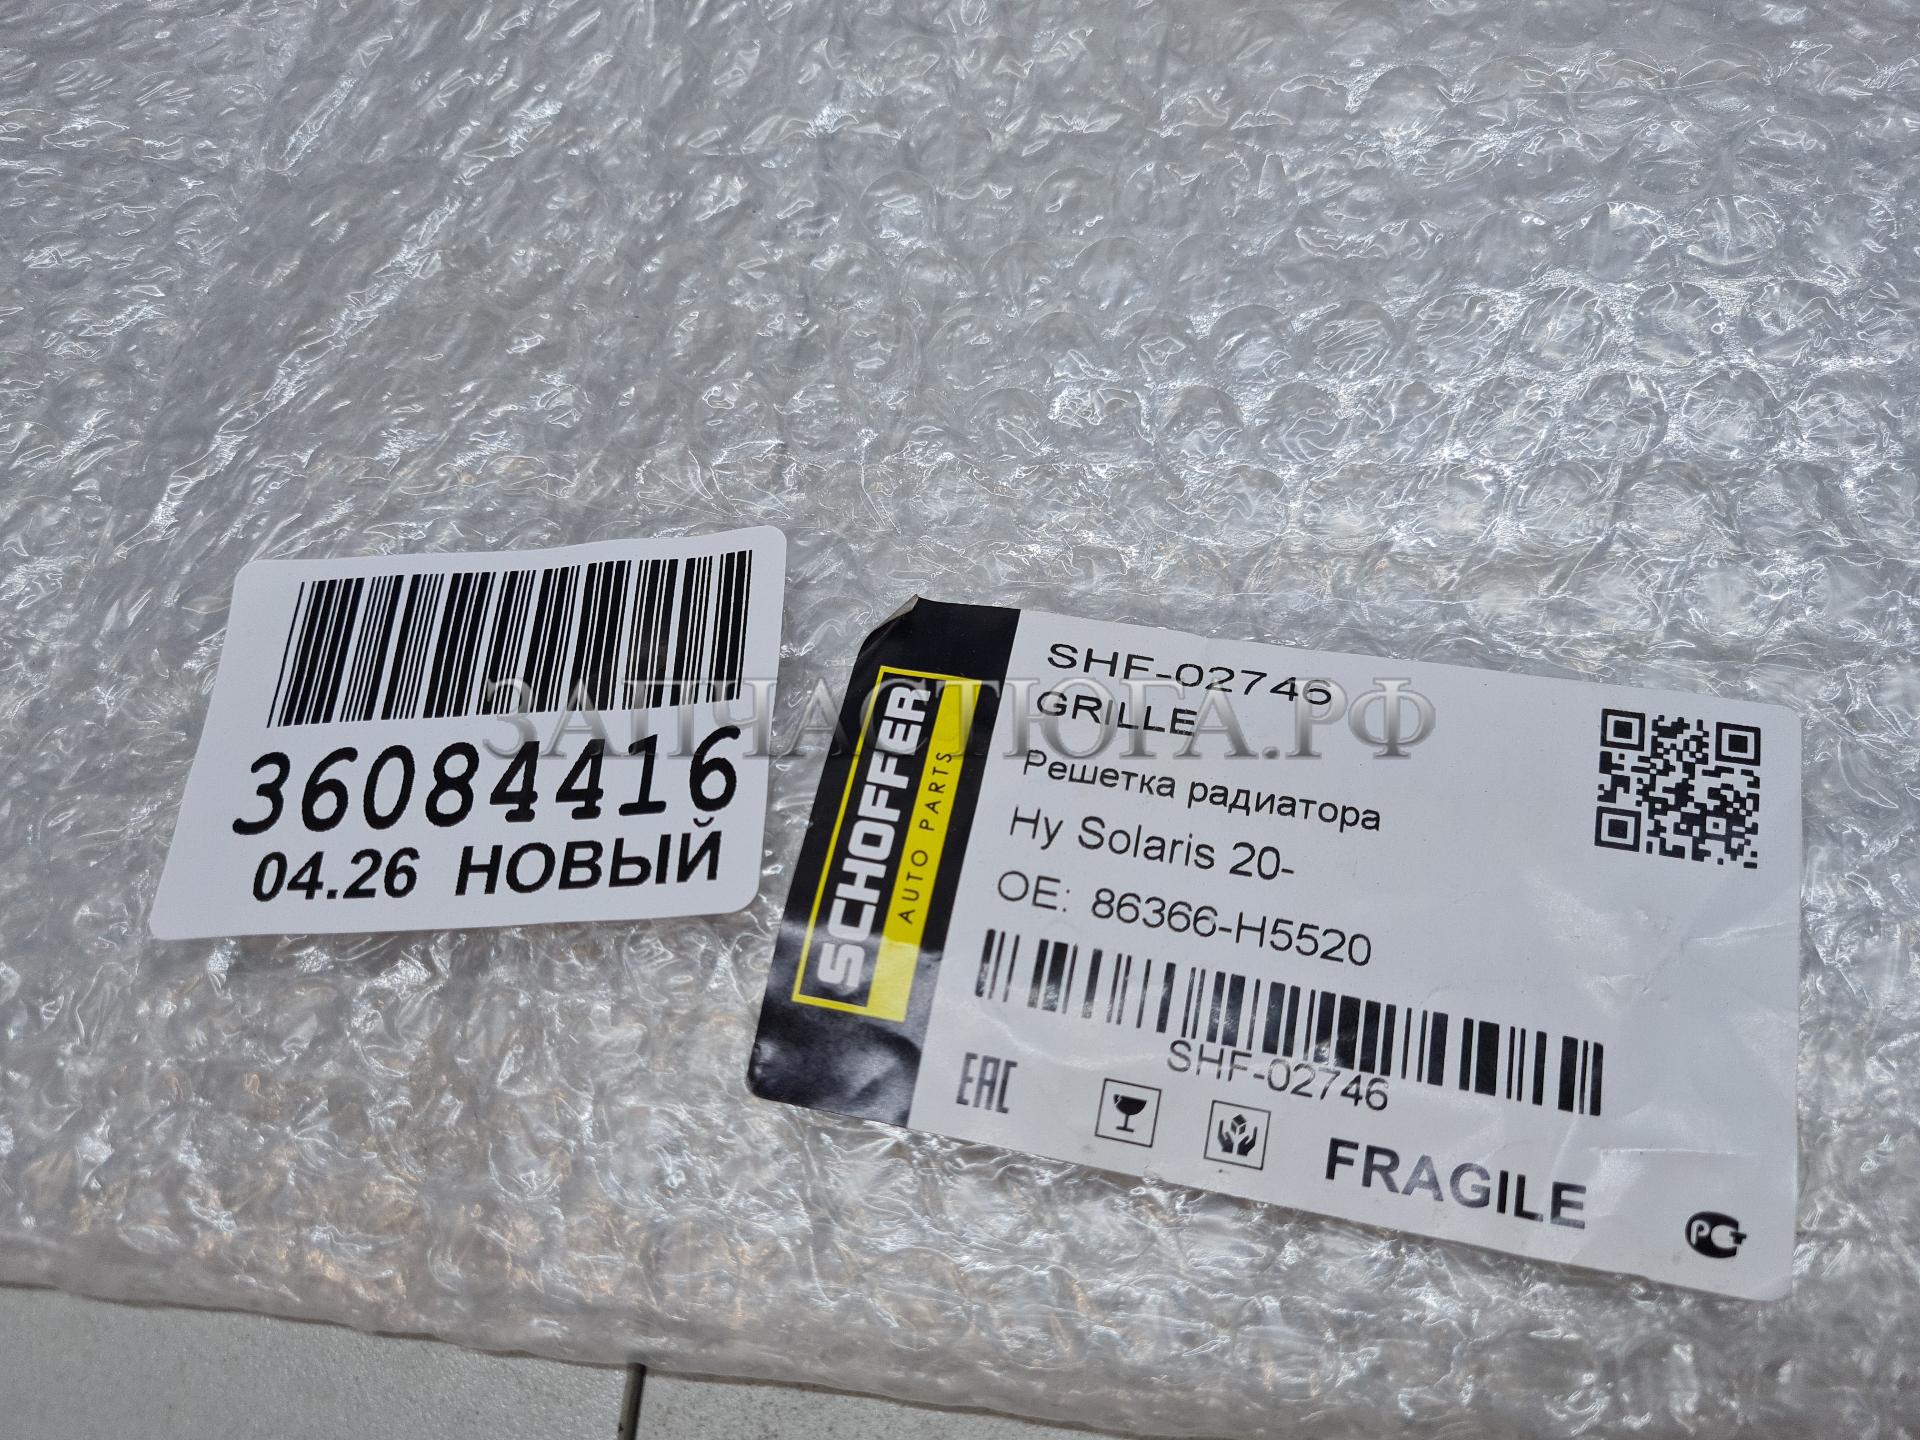 36084416
04.26 НОВЫЙ
ЗАПЧАСТЮГА.РФ
SCHOFFER
AUTO PARTS
SHF-02746
GRILLE
Решетка радиатора
Hy Solaris 20-
OE: 86366-H5520
SHF-02746
EAC
FRAGILE
РСТ